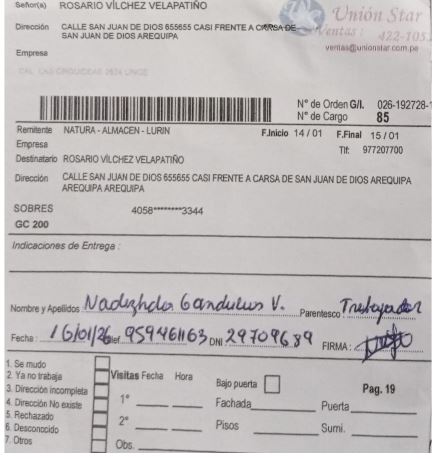 Señor(a) ROSARIO VÍLCHEZ VELAPATIÑO
Unión Star
Dirección CALLE SAN JUAN DE DIOS 655655 CASI FRENTE A CARSA DE
SAN JUAN DE DIOS AREQUIPA
Ventas: 422-105
ventas@unionstar.com.pe
Empresa
N° de Orden G/I. 026-192728-1
N° de Cargo 85
Remitente NATURA - ALMACEN - LURIN F.Inicio 14 / 01 F.Final 15 / 01
Empresa Tlf: 977207700
Destinatario ROSARIO VÍLCHEZ VELAPATIÑO
Dirección CALLE SAN JUAN DE DIOS 655655 CASI FRENTE A CARSA DE SAN JUAN DE DIOS AREQUIPA
AREQUIPA AREQUIPA
SOBRES 4058********3344
GC 200
Indicaciones de Entrega :
Nombre y Apellidos V. Parentesco Trabajador
Fecha: 16/01/26 Telef. 959461163 DNI 29709689 FIRMA:
1. Se mudo
2. Ya no trabaja Visitas Fecha Hora Bajo puerta Pag. 19
3. Dirección incompleta
4. Dirección No existe 1° Fachada Puerta
5. Rechazado
6. Desconocido 2° Pisos Sumi.
7. Otros Obs.